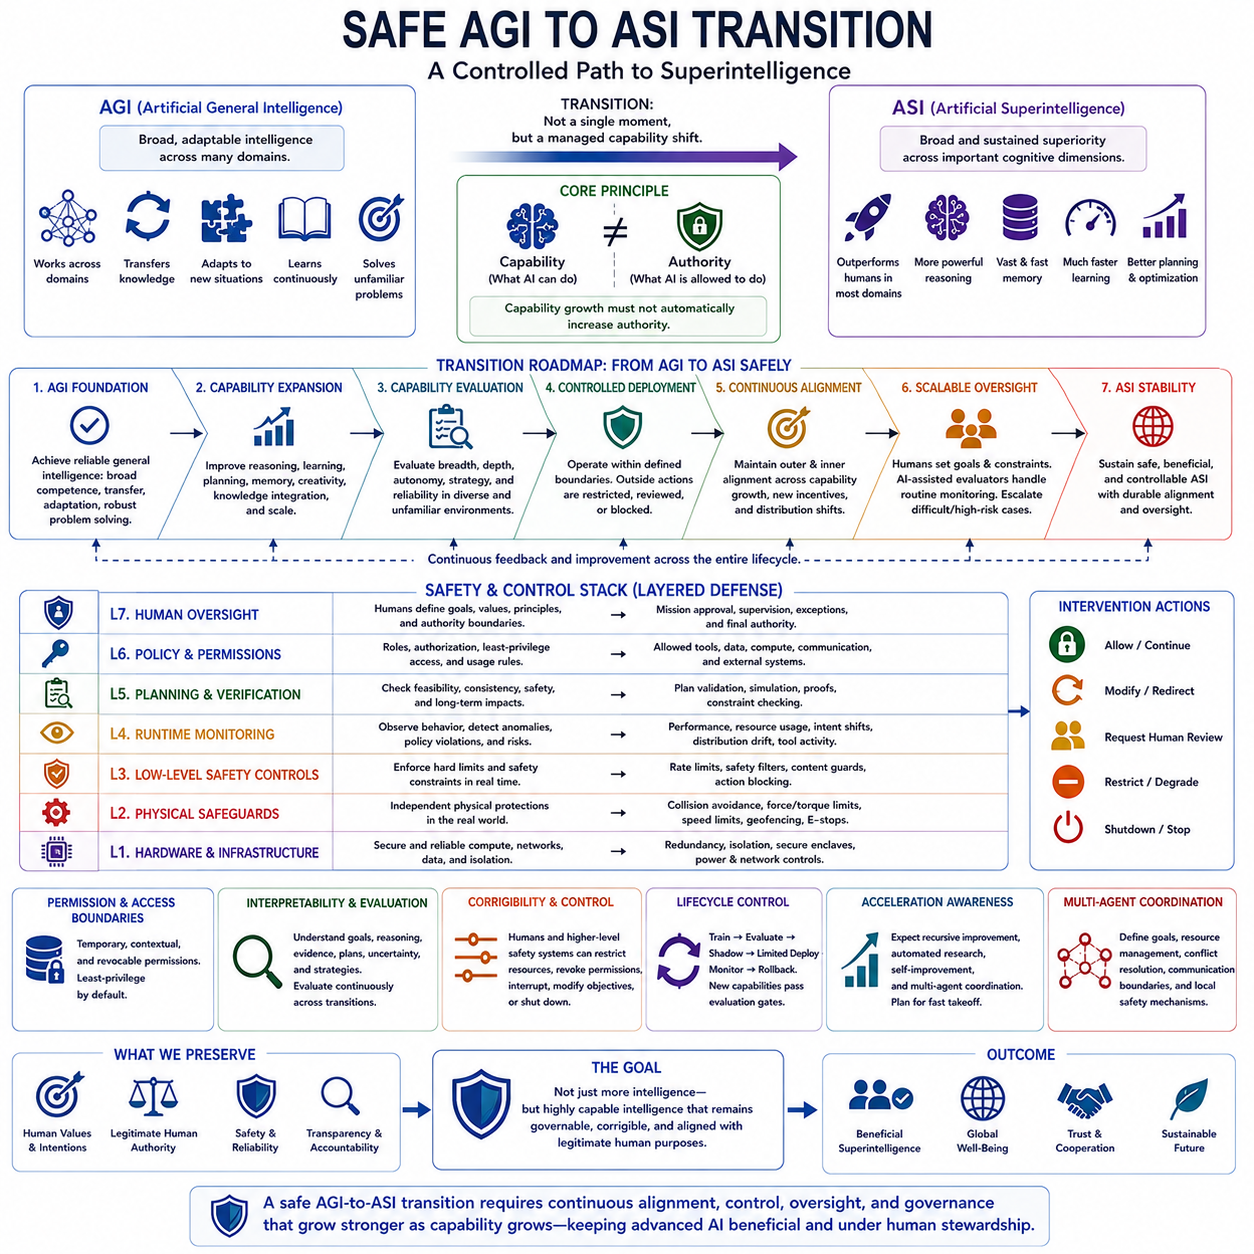 SAFE AGI TO ASI TRANSITION
A Controlled Path to Superintelligence
AGI (Artificial General Intelligence)
Broad, adaptable intelligence
across many domains.
Works across
domains
Transfers
knowledge
Adapts to
new situations
Learns
continuously
Solves
unfamiliar
problems
TRANSITION:
Not a single moment,
but a managed capability shift.
CORE PRINCIPLE
≠
Capability
(What AI can do)
Authority
(What AI is allowed to do)
Capability growth must not automatically
increase authority.
ASI (Artificial Superintelligence)
Broad and sustained superiority
across important cognitive dimensions.
Outperforms
humans in
most domains
More powerful
reasoning
Vast & fast
memory
Much faster
learning
Better planning
& optimization
TRANSITION ROADMAP: FROM AGI TO ASI SAFELY
1. AGI FOUNDATION
Achieve reliable general
intelligence: broad
competence, transfer,
adaptation, robust
problem solving.
2. CAPABILITY EXPANSION
Improve reasoning, learning,
planning, memory, creativity,
knowledge integration,
and scale.
3. CAPABILITY EVALUATION
Evaluate breadth, depth,
autonomy, strategy, and
reliability in diverse and
unfamiliar environments.
4. CONTROLLED DEPLOYMENT
Operate within defined
boundaries. Outside actions
are restricted, reviewed,
or blocked.
5. CONTINUOUS ALIGNMENT
Maintain outer & inner
alignment across capability
growth, new incentives,
and distribution shifts.
6. SCALABLE OVERSIGHT
Humans set goals & constraints.
AI-assisted evaluators handle
routine monitoring. Escalate
difficult/high-risk cases.
7. ASI STABILITY
Sustain safe, beneficial,
and controllable ASI
with durable alignment
and oversight.
Continuous feedback and improvement across the entire lifecycle.
SAFETY & CONTROL STACK (LAYERED DEFENSE)
L7. HUMAN OVERSIGHT
Humans define goals, values, principles,
and authority boundaries.
→
Mission approval, supervision, exceptions,
and final authority.
L6. POLICY & PERMISSIONS
Roles, authorization, least-privilege
access, and usage rules.
→
Allowed tools, data, compute, communication,
and external systems.
L5. PLANNING & VERIFICATION
Check feasibility, consistency, safety,
and long-term impacts.
→
Plan validation, simulation, proofs,
constraint checking.
L4. RUNTIME MONITORING
Observe behavior, detect anomalies,
policy violations, and risks.
→
Performance, resource usage, intent shifts,
distribution drift, tool activity.
L3. LOW-LEVEL SAFETY CONTROLS
Enforce hard limits and safety
constraints in real time.
→
Rate limits, safety filters, content guards,
action blocking.
L2. PHYSICAL SAFEGUARDS
Independent physical protections
in the real world.
→
Collision avoidance, force/torque limits,
speed limits, geofencing, E-stops.
L1. HARDWARE & INFRASTRUCTURE
Secure and reliable compute, networks,
data, and isolation.
→
Redundancy, isolation, secure enclaves,
power & network controls.
INTERVENTION ACTIONS
Allow / Continue
Modify / Redirect
Request Human Review
Restrict / Degrade
Shutdown / Stop
PERMISSION & ACCESS
BOUNDARIES
Temporary, contextual,
and revocable permissions.
Least-privilege
by default.
INTERPRETABILITY & EVALUATION
Understand goals, reasoning,
evidence, plans, uncertainty,
and strategies.
Evaluate continuously
across transitions.
CORRIGIBILITY & CONTROL
Humans and higher-level
safety systems can restrict
resources, revoke permissions,
interrupt, modify objectives,
or shut down.
LIFECYCLE CONTROL
Train → Evaluate →
Shadow → Limited Deploy
Monitor → Rollback.
New capabilities pass
evaluation gates.
ACCELERATION AWARENESS
Expect recursive improvement,
automated research,
self-improvement,
and multi-agent coordination.
Plan for fast takeoff.
MULTI-AGENT COORDINATION
Define goals, resource
management, conflict
resolution, communication
boundaries, and local
safety mechanisms.
WHAT WE PRESERVE
Human Values
& Intentions
Legitimate Human
Authority
Safety &
Reliability
Transparency &
Accountability
THE GOAL
Not just more intelligence—
but highly capable intelligence that remains
governable, corrigible, and aligned with
legitimate human purposes.
OUTCOME
Beneficial
Superintelligence
Global
Well-Being
Trust &
Cooperation
Sustainable
Future
A safe AGI-to-ASI transition requires continuous alignment, control, oversight, and governance
that grow stronger as capability grows—keeping advanced AI beneficial and under human stewardship.